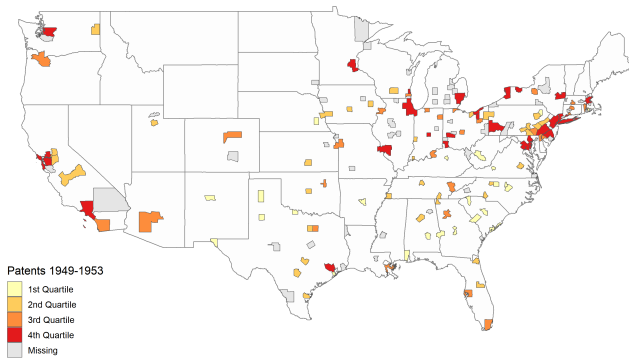 Patents 1949-1953
1st Quartile
2nd Quartile
3rd Quartile
4th Quartile
Missing